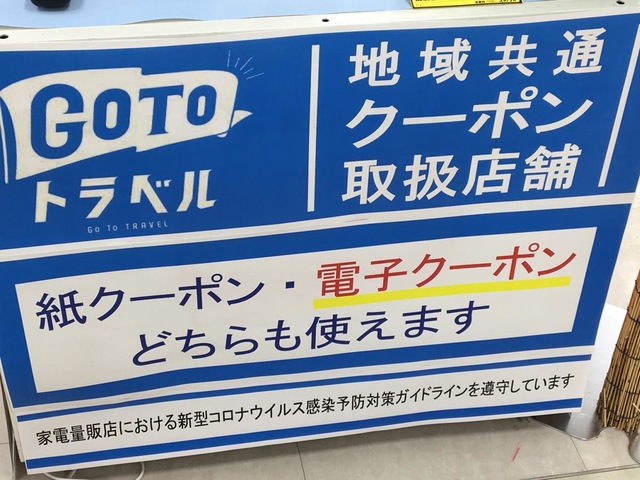 GOTO
トラベル
GO TO TRAVEL
地域共通
クーポン
取扱店舗
紙クーポン・電子クーポン
どちらも使えます
家電量販店における新型コロナウイルス感染予防対策ガイドラインを遵守しています